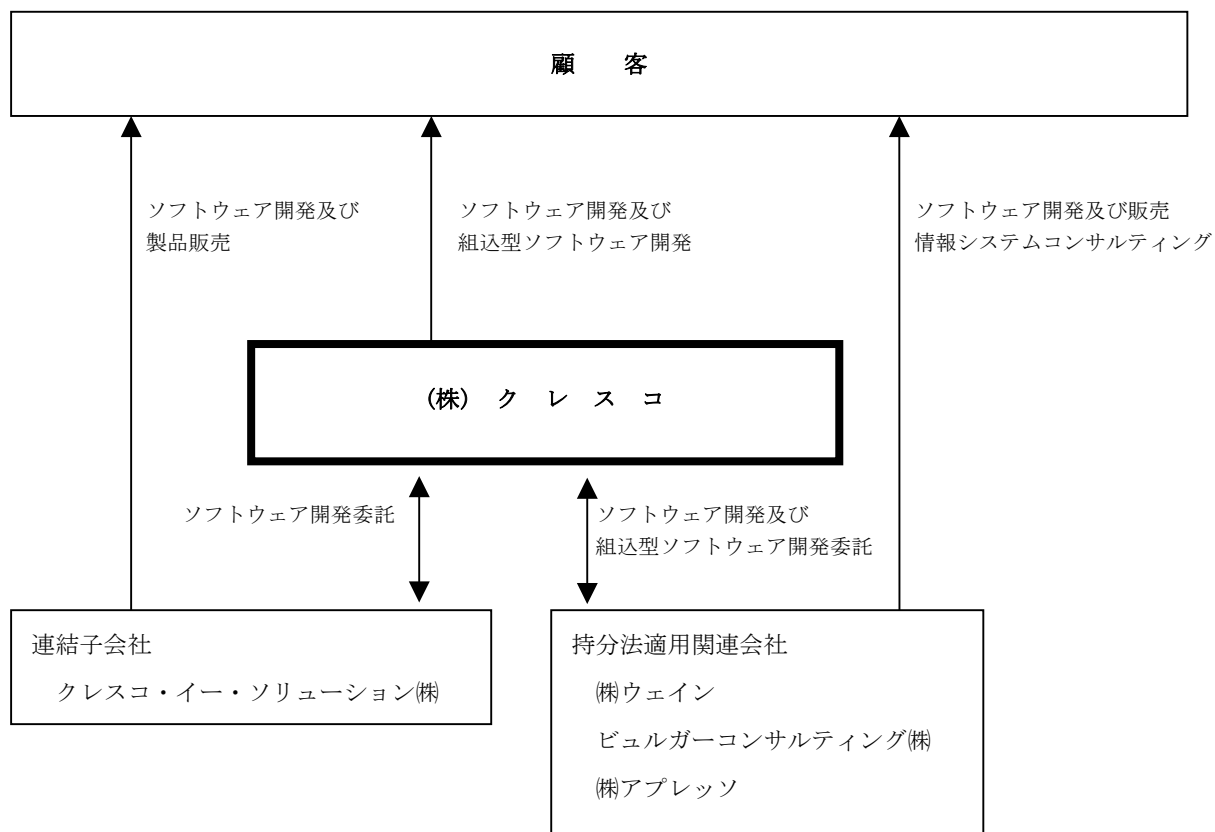 顧　客
ソフトウェア開発及び
製品販売
ソフトウェア開発及び
組込型ソフトウェア開発
ソフトウェア開発及び販売
情報システムコンサルティング
(株) ク レ ス コ
ソフトウェア開発委託
ソフトウェア開発及び
組込型ソフトウェア開発委託
連結子会社
クレスコ・イー・ソリューション㈱
持分法適用関連会社
㈱ウェイン
ビュルガーコンサルティング㈱
㈱アプレッソ